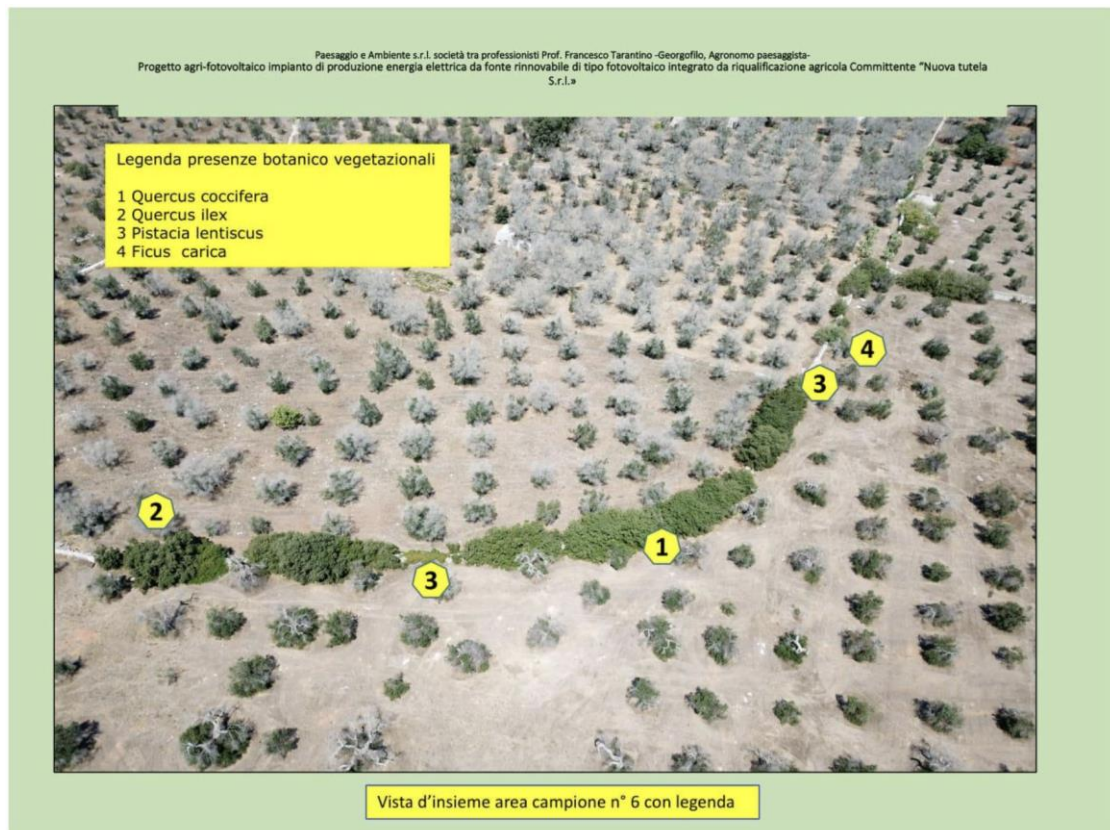 Paesaggio e Ambiente s.r.l. società tra professionisti Prof. Francesco Tarantino -Georgofilo, Agronomo paesaggista-
Progetto agri-fotovoltaico impianto di produzione energia elettrica da fonte rinnovabile di tipo fotovoltaico integrato da riqualificazione agricola Committente “Nuova tutela
S.r.l.»
Legenda presenze botanico vegetazionali
1 Quercus coccifera
2 Quercus ilex
3 Pistacia lentiscus
4 Ficus carica
4
3
2
1
3
Vista d’insieme area campione n° 6 con legenda